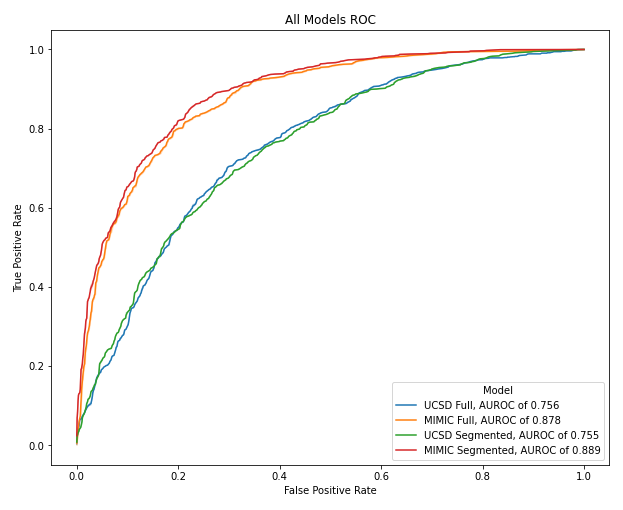 All Models ROC
True Positive Rate
1.0
0.8
0.6
0.4
0.2
0.0
0.0 0.2 0.4 0.6 0.8 1.0
False Positive Rate
Model
UCSD Full, AUROC of 0.756
MIMIC Full, AUROC of 0.878
UCSD Segmented, AUROC of 0.755
MIMIC Segmented, AUROC of 0.889